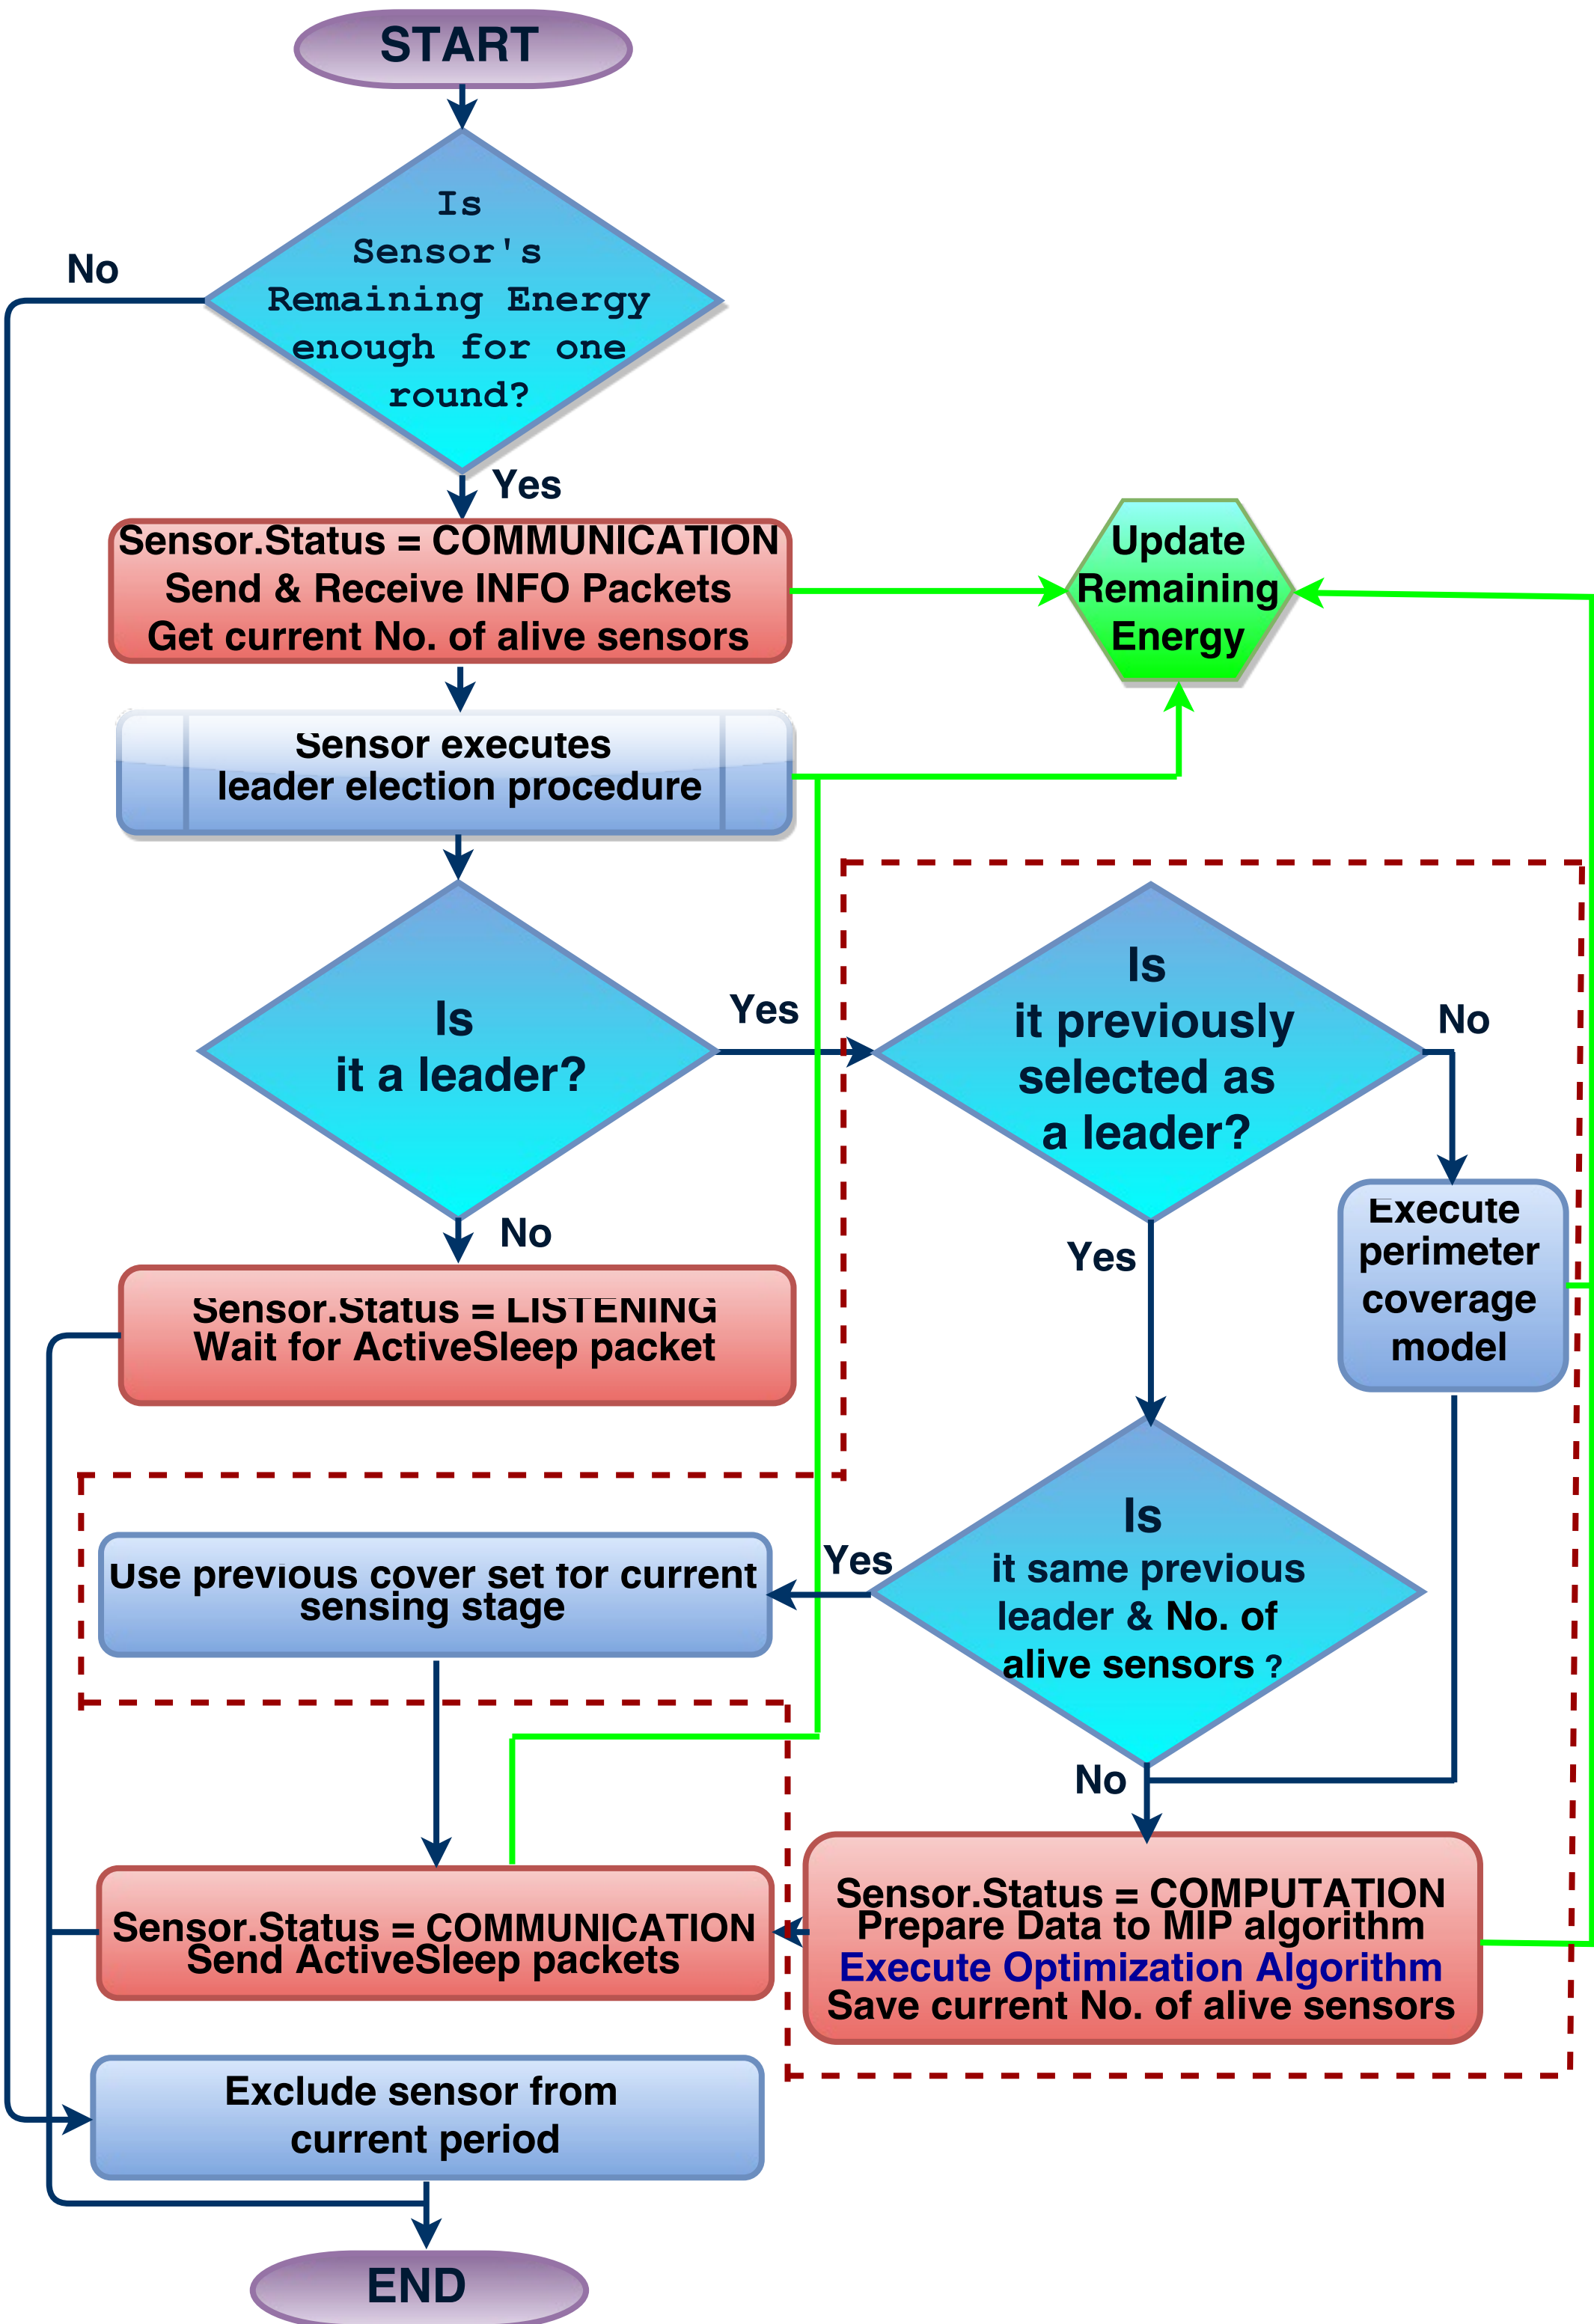 START
Is
Sensor's
Remaining Energy
enough for one
round?
No
Yes
Sensor.Status = COMMUNICATION
Send & Receive INFO Packets
Get current No. of alive sensors
Update
Remaining
Energy
Sensor executes
leader election procedure
Is
it a leader?
Yes
No
Is
it previously
selected as
a leader?
No
Yes
Execute
perimeter
coverage
model
Sensor.Status = LISTENING
Wait for ActiveSleep packet
Is
it same previous
leader & No. of
alive sensors ?
Yes
No
Use previous cover set for current
sensing stage
Sensor.Status = COMMUNICATION
Send ActiveSleep packets
Sensor.Status = COMPUTATION
Prepare Data to MIP algorithm
Execute Optimization Algorithm
Save current No. of alive sensors
Exclude sensor from
current period
END